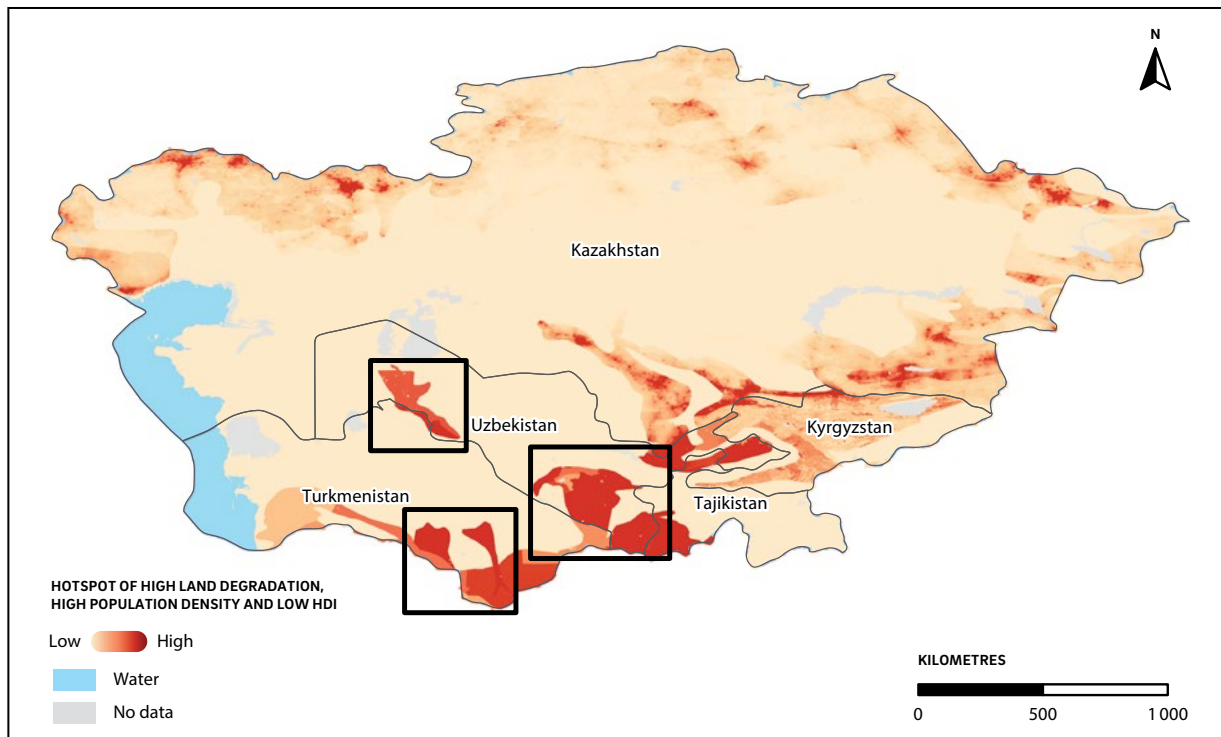 N
Kazakhstan
Uzbekistan
Kyrgyzstan
Turkmenistan
Tajikistan
HOTSPOT OF HIGH LAND DEGRADATION,
HIGH POPULATION DENSITY AND LOW HDI
Low High
Water
No data
KILOMETRES
0 500 1 000